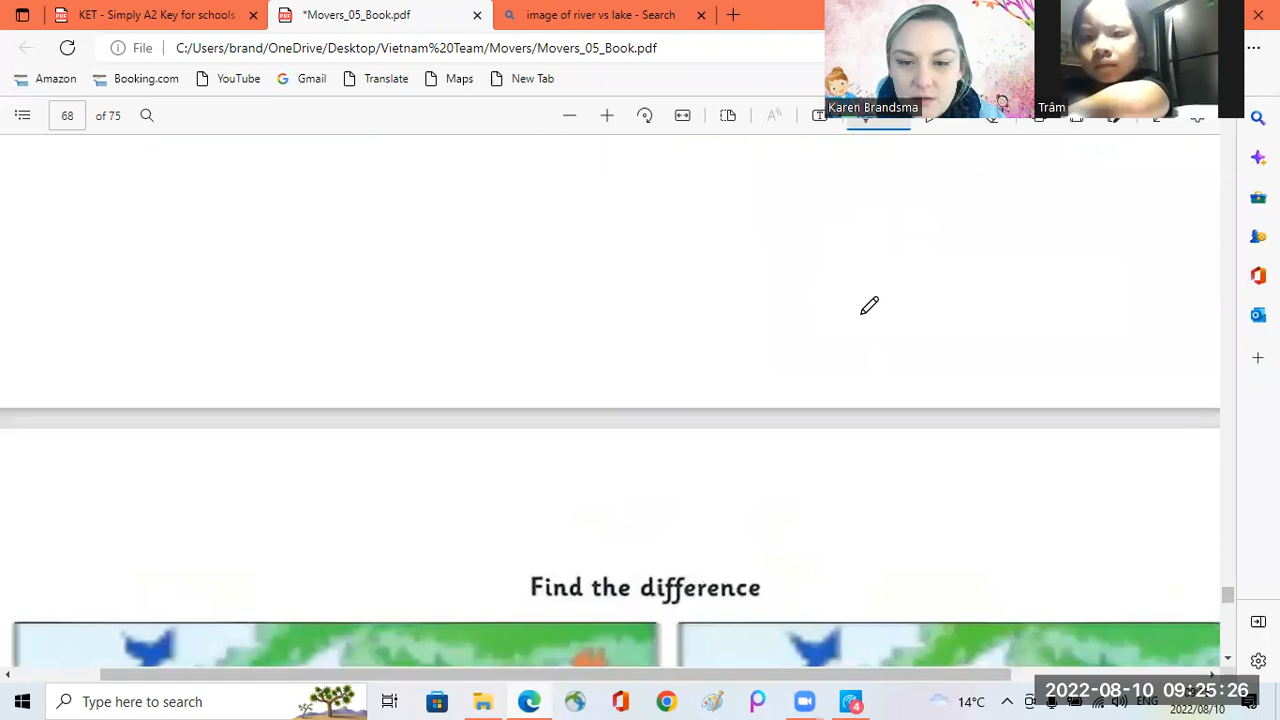 KET - Simply A2 Key for schools
*Movers_05_Book.pdf
image of river vs lake - Search
File
C:/Users/brand/OneDrive/Desktop/Vietnam%20Team/Movers/Movers_05_Book.pdf
Amazon
Booking.com
YouTube
Gmail
Translate
Maps
New Tab
Karen Brandsma
Trâm
68 of 75
Find the difference
Type here to search
4
14°C
ENG
2022-08-10 09:25:26
2022/08/10